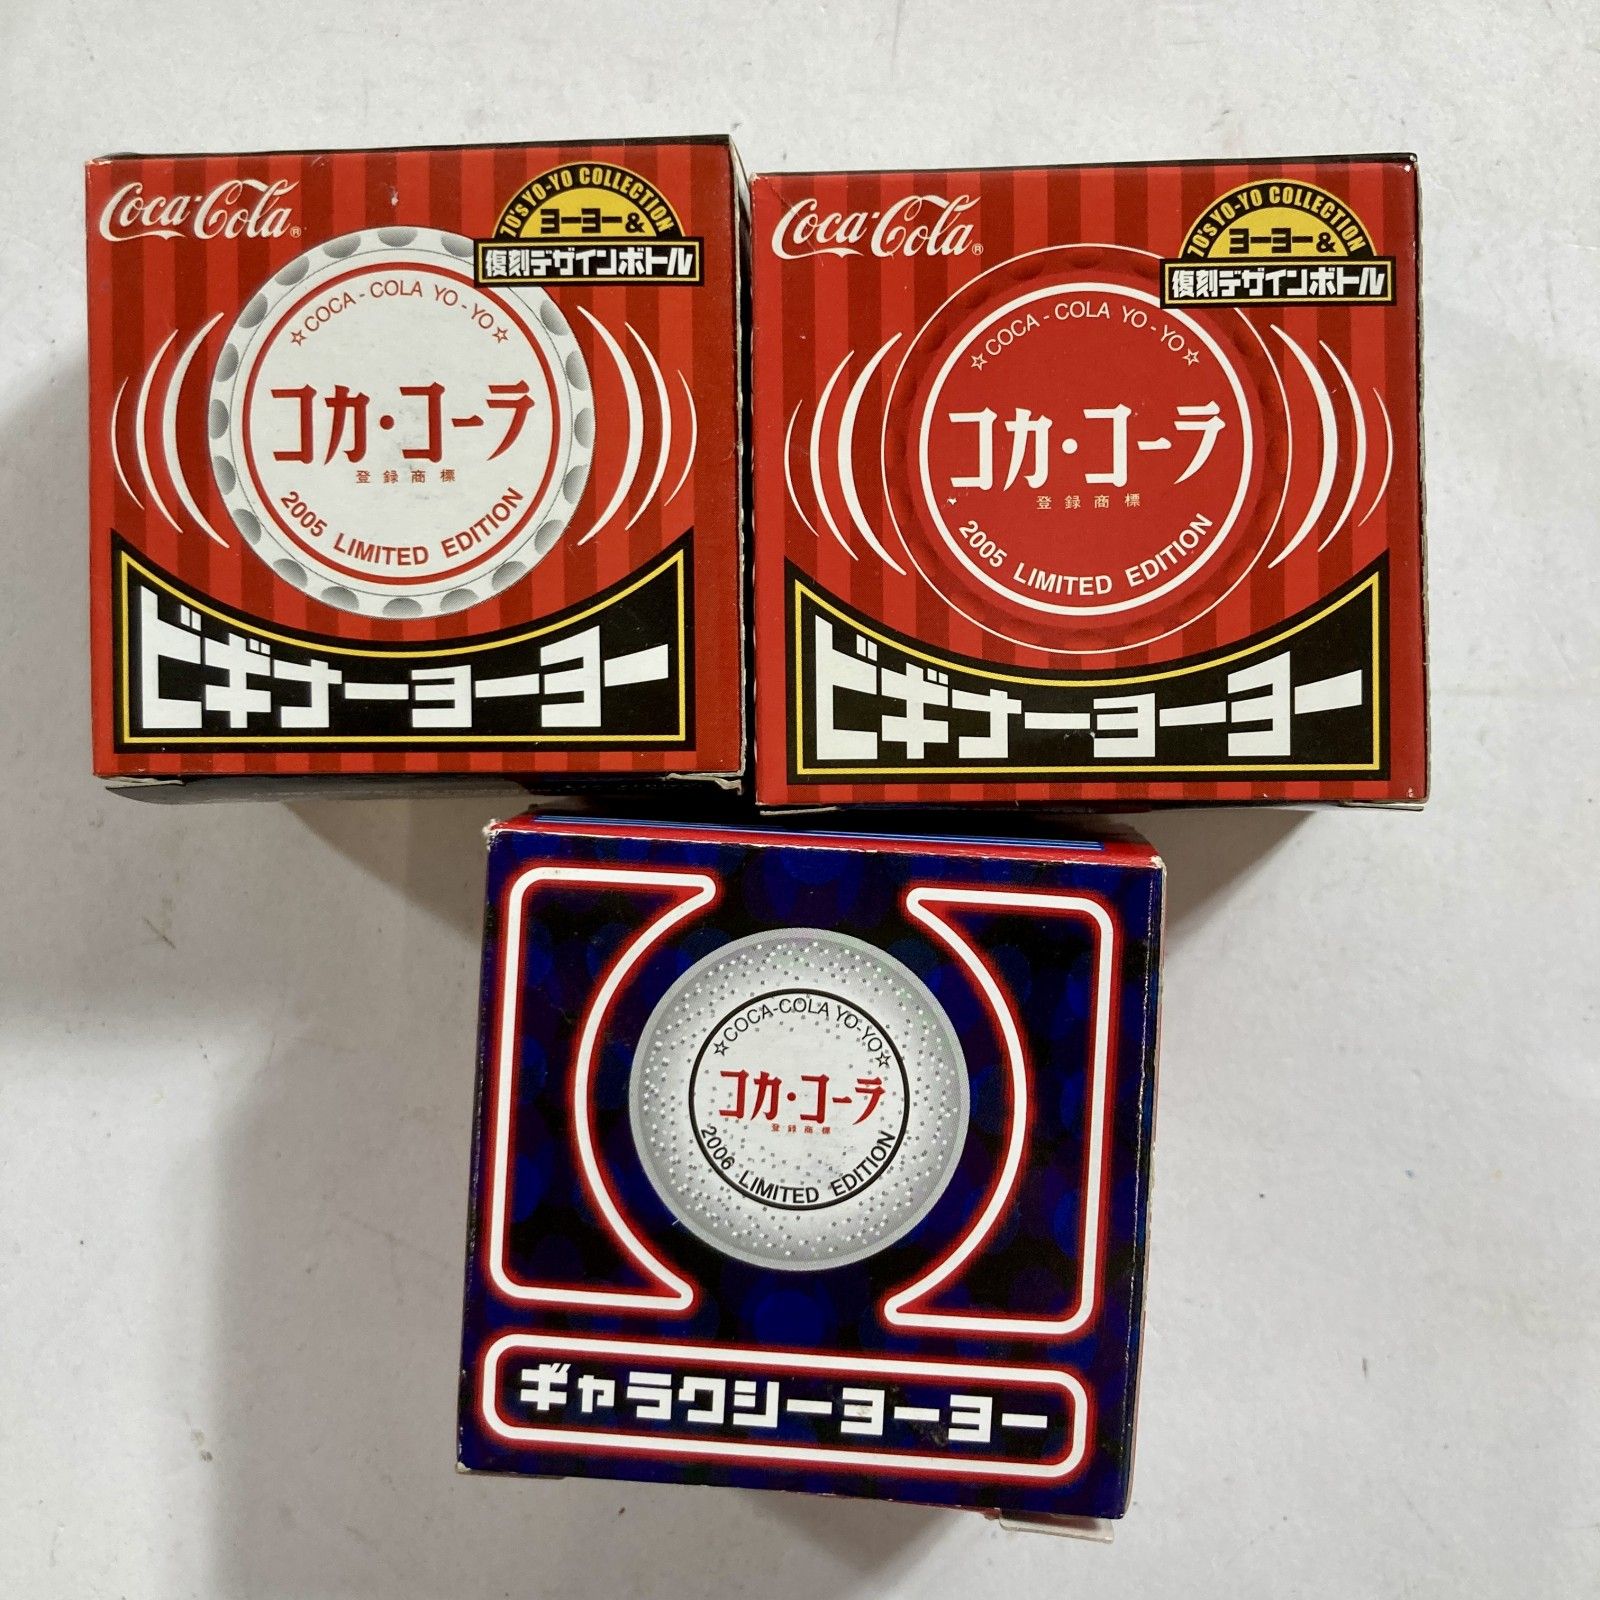 Coca-Cola®
70's YO-YO COLLECTION
ヨーヨー&
復刻デザインボトル
☆COCA-COLA YO-YO☆
コカ・コーラ
登録商標
2005 LIMITED EDITION
ビギナーヨーヨー
Coca-Cola®
70's YO-YO COLLECTION
ヨーヨー&
復刻デザインボトル
☆COCA-COLA YO-YO☆
コカ・コーラ
登録商標
2005 LIMITED EDITION
ビギナーヨーヨー
☆COCA-COLA YO-YO☆
コカ・コーラ
登録商標
2006 LIMITED EDITION
ギャラクシーヨーヨー